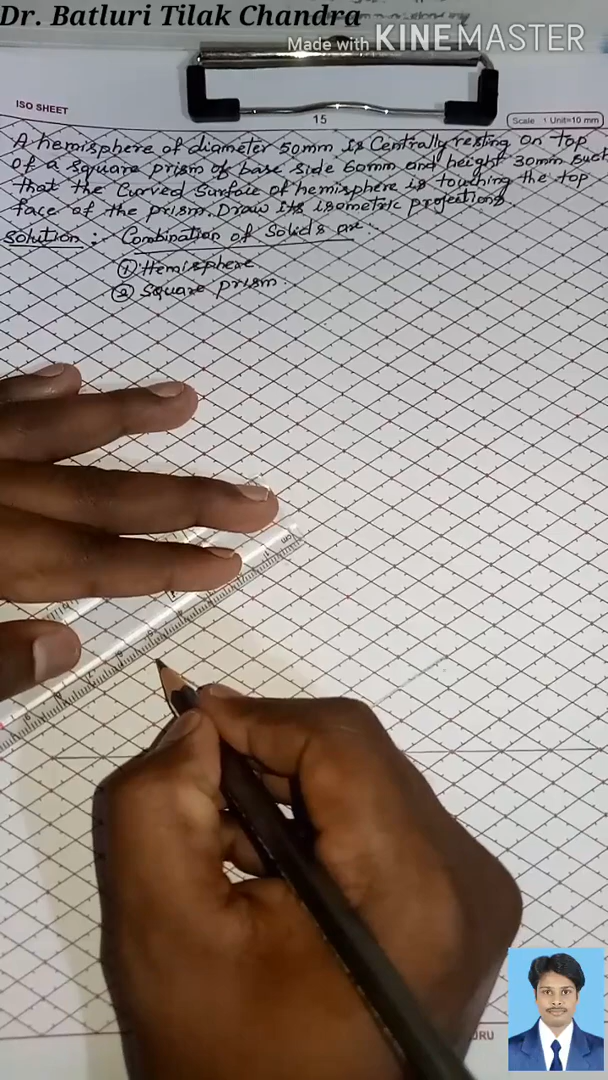 Dr. Batluri Tilak Chandra
Made with KINEMASTER
ISO SHEET
15
Scale 1 Unit=10 mm
A hemisphere of diameter 50mm is Centrally resting on top
of a square prism of base side 60mm and height 30mm such
that the Curved Surface of hemisphere is touching the top
face of the prism. Draw its isometric projections.
Solution :- Combination of Solids are:-
① Hemisphere
② Square prism.
cm